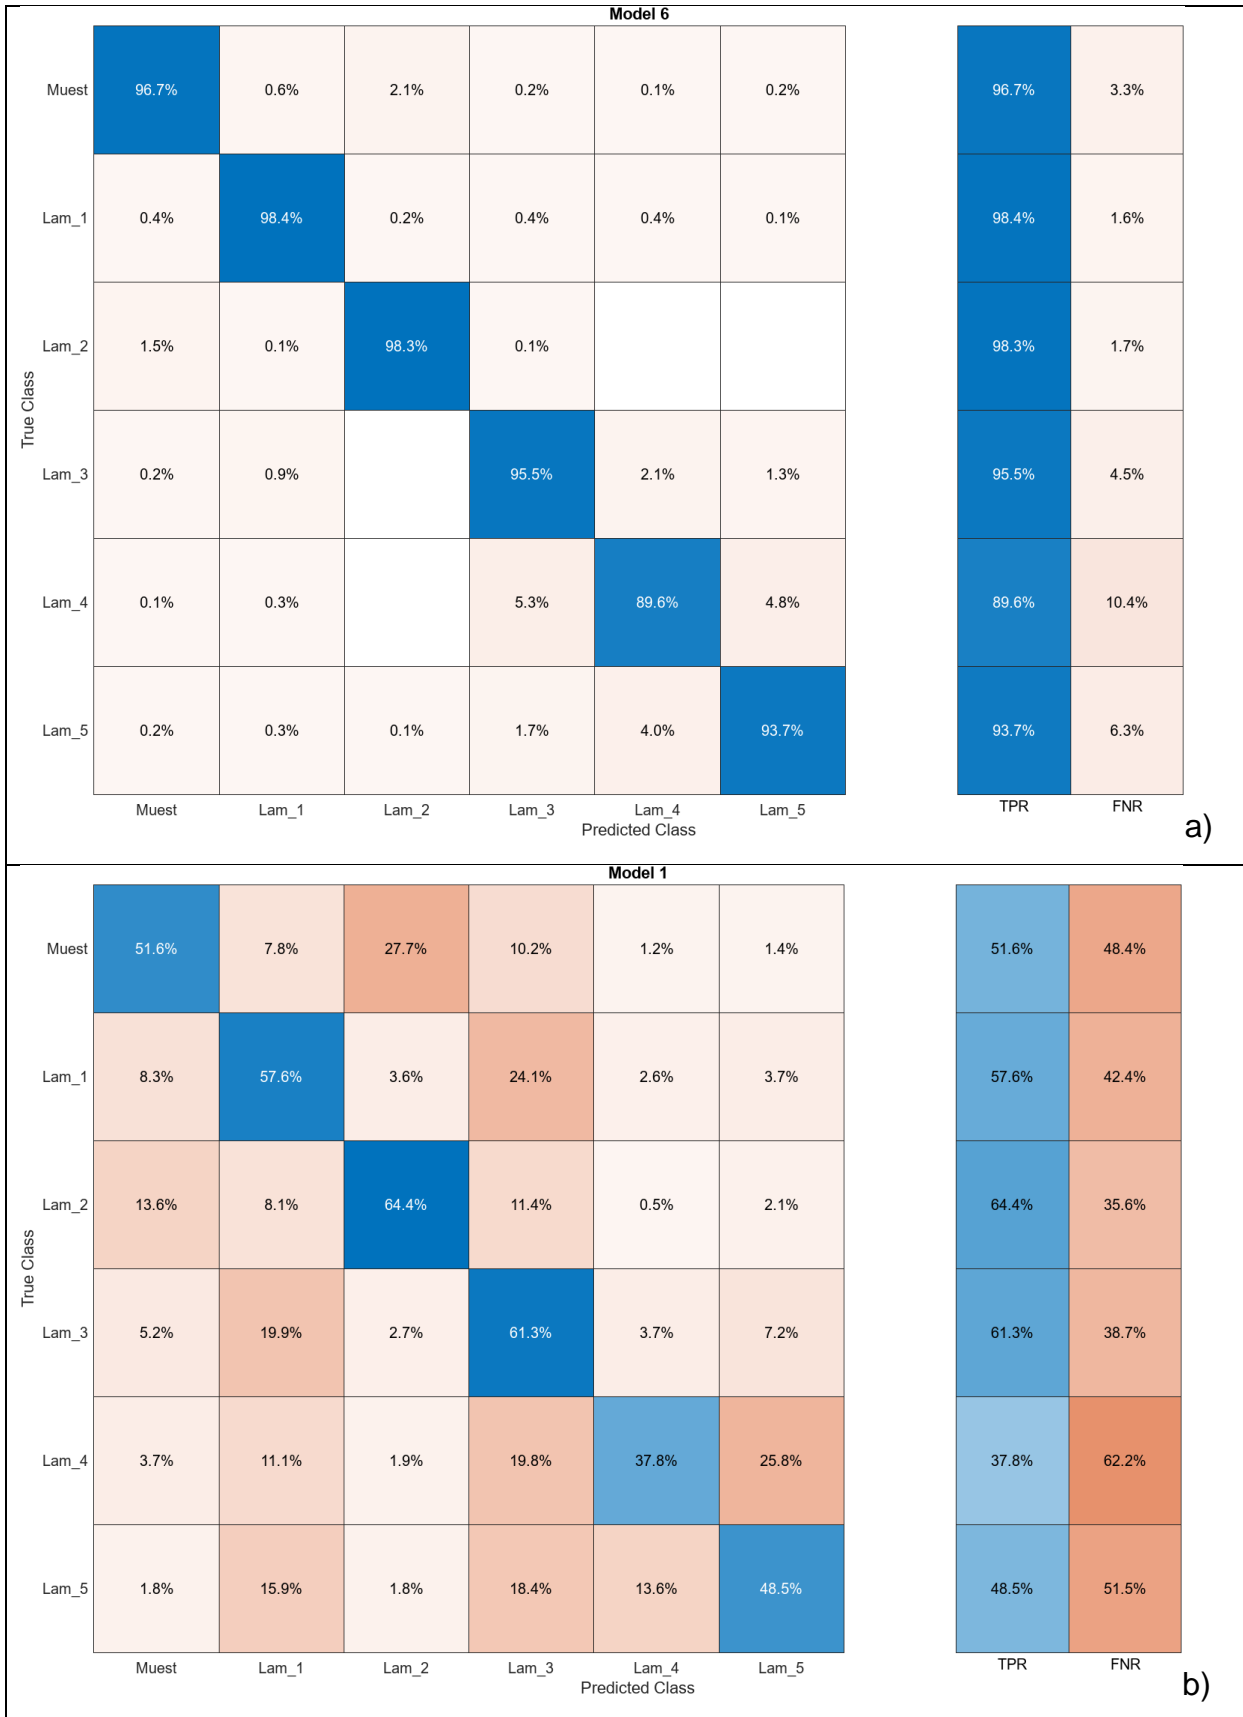 Model 6
Muest 96.7% 0.6% 2.1% 0.2% 0.1% 0.2% 96.7% 3.3%
Lam_1 0.4% 98.4% 0.2% 0.4% 0.4% 0.1% 98.4% 1.6%
Lam_2 1.5% 0.1% 98.3% 0.1% 98.3% 1.7%
True Class
Lam_3 0.2% 0.9% 95.5% 2.1% 1.3% 95.5% 4.5%
Lam_4 0.1% 0.3% 5.3% 89.6% 4.8% 89.6% 10.4%
Lam_5 0.2% 0.3% 0.1% 1.7% 4.0% 93.7% 93.7% 6.3%
Muest Lam_1 Lam_2 Lam_3 Lam_4 Lam_5 TPR FNR
Predicted Class
a)
Model 1
Muest 51.6% 7.8% 27.7% 10.2% 1.2% 1.4% 51.6% 48.4%
Lam_1 8.3% 57.6% 3.6% 24.1% 2.6% 3.7% 57.6% 42.4%
Lam_2 13.6% 8.1% 64.4% 11.4% 0.5% 2.1% 64.4% 35.6%
True Class
Lam_3 5.2% 19.9% 2.7% 61.3% 3.7% 7.2% 61.3% 38.7%
Lam_4 3.7% 11.1% 1.9% 19.8% 37.8% 25.8% 37.8% 62.2%
Lam_5 1.8% 15.9% 1.8% 18.4% 13.6% 48.5% 48.5% 51.5%
Muest Lam_1 Lam_2 Lam_3 Lam_4 Lam_5 TPR FNR
Predicted Class
b)